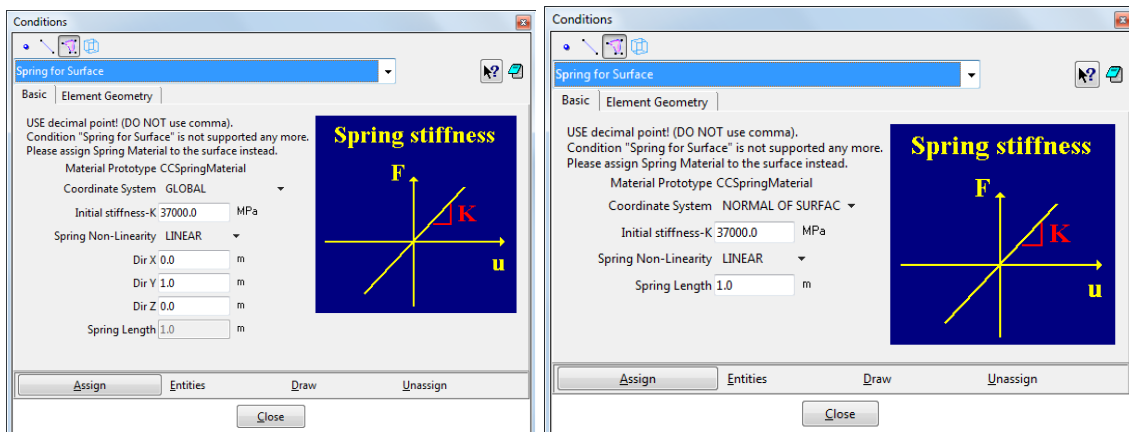 Conditions
Spring for Surface
Basic Element Geometry
USE decimal point! (DO NOT use comma).
Condition "Spring for Surface" is not supported any more.
Please assign Spring Material to the surface instead.
Material Prototype CCSpringMaterial
Coordinate System GLOBAL
Initial stiffness-K 37000.0 MPa
Spring Non-Linearity LINEAR
Dir X 0.0 m
Dir Y 1.0 m
Dir Z 0.0 m
Spring Length 1.0 m
Spring stiffness
F
K
u
Assign Entities Draw Unassign
Close
Conditions
Spring for Surface
Basic Element Geometry
USE decimal point! (DO NOT use comma).
Condition "Spring for Surface" is not supported any more.
Please assign Spring Material to the surface instead.
Material Prototype CCSpringMaterial
Coordinate System NORMAL OF SURFAC
Initial stiffness-K 37000.0 MPa
Spring Non-Linearity LINEAR
Spring Length 1.0 m
Spring stiffness
F
K
u
Assign Entities Draw Unassign
Close